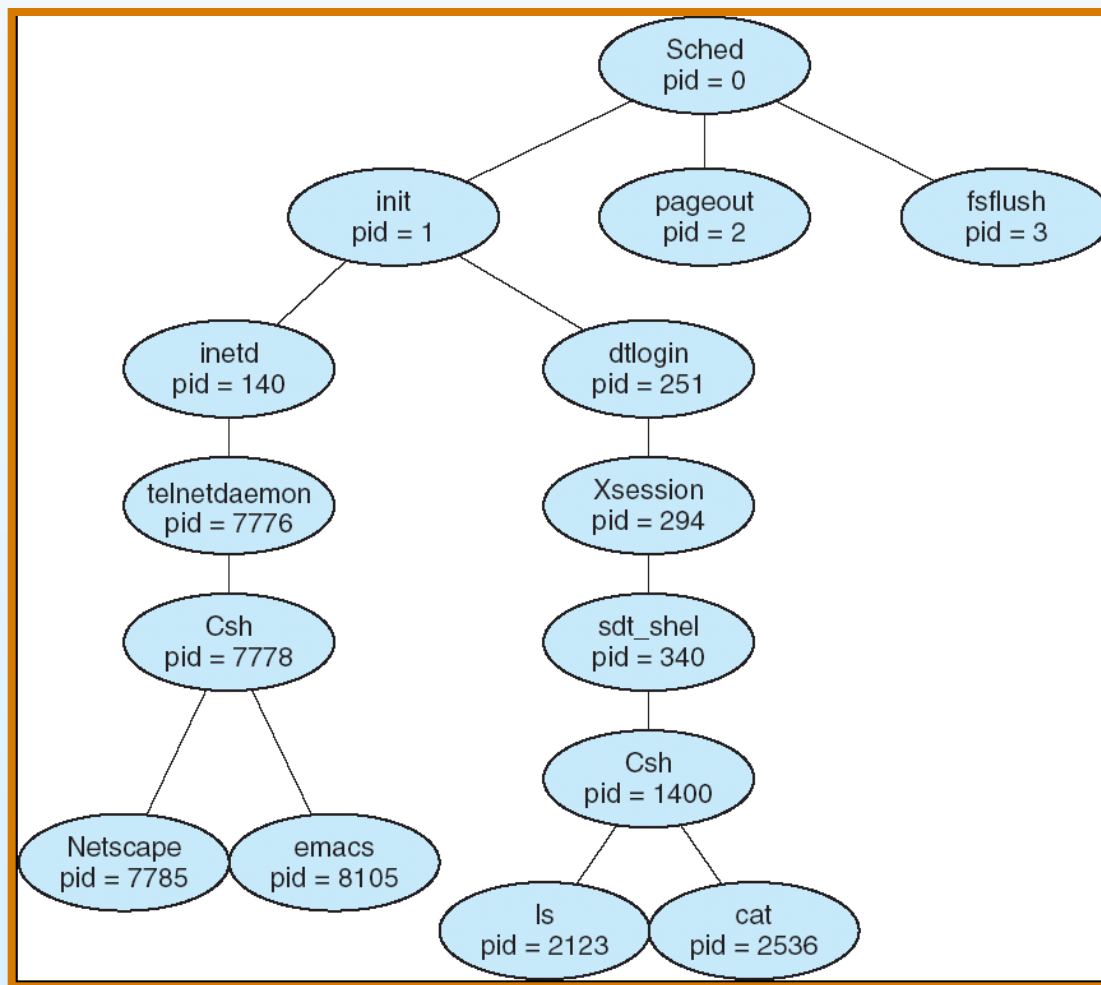 Sched
pid = 0
init
pid = 1
pageout
pid = 2
fsflush
pid = 3
inetd
pid = 140
dtlogin
pid = 251
telnetdaemon
pid = 7776
Xsession
pid = 294
Csh
pid = 7778
sdt_shel
pid = 340
Csh
pid = 1400
Netscape
pid = 7785
emacs
pid = 8105
ls
pid = 2123
cat
pid = 2536